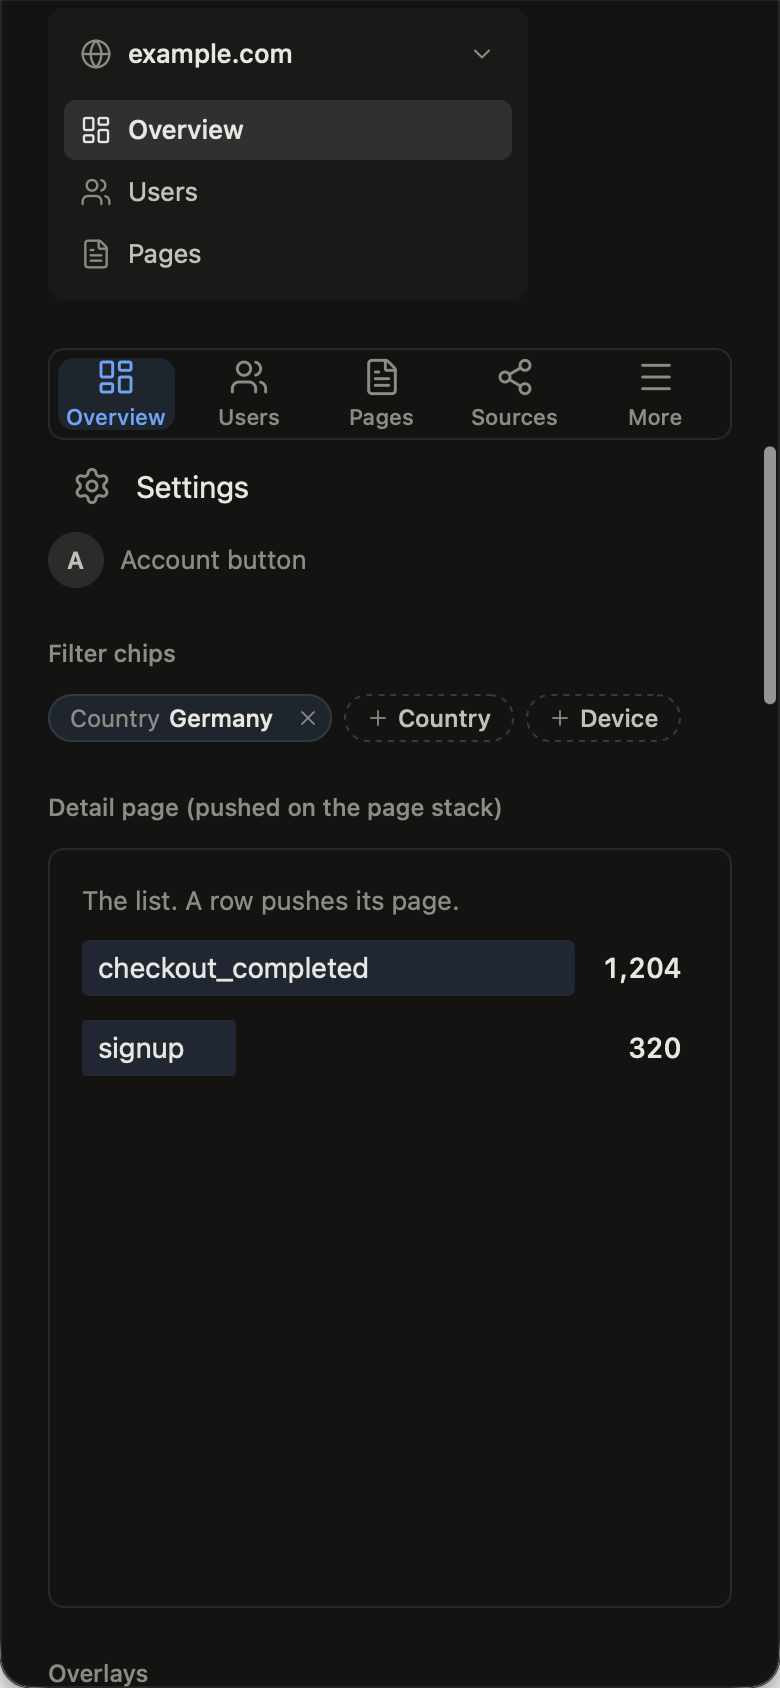 example.com
Overview
Users
Pages
Overview Users Pages Sources More
Settings
A Account button
Filter chips
Country Germany × + Country + Device
Detail page (pushed on the page stack)
The list. A row pushes its page.
checkout_completed 1,204
signup 320
Overlays